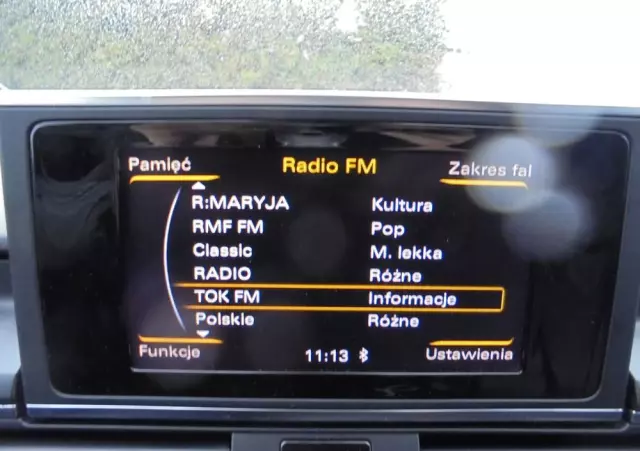 Pamięć Radio FM Zakres fal
R:MARYJA Kultura
RMF FM Pop
Classic M. lekka
RADIO Różne
TOK FM Informacje
Polskie Różne
Funkcje 11:13 Ustawienia